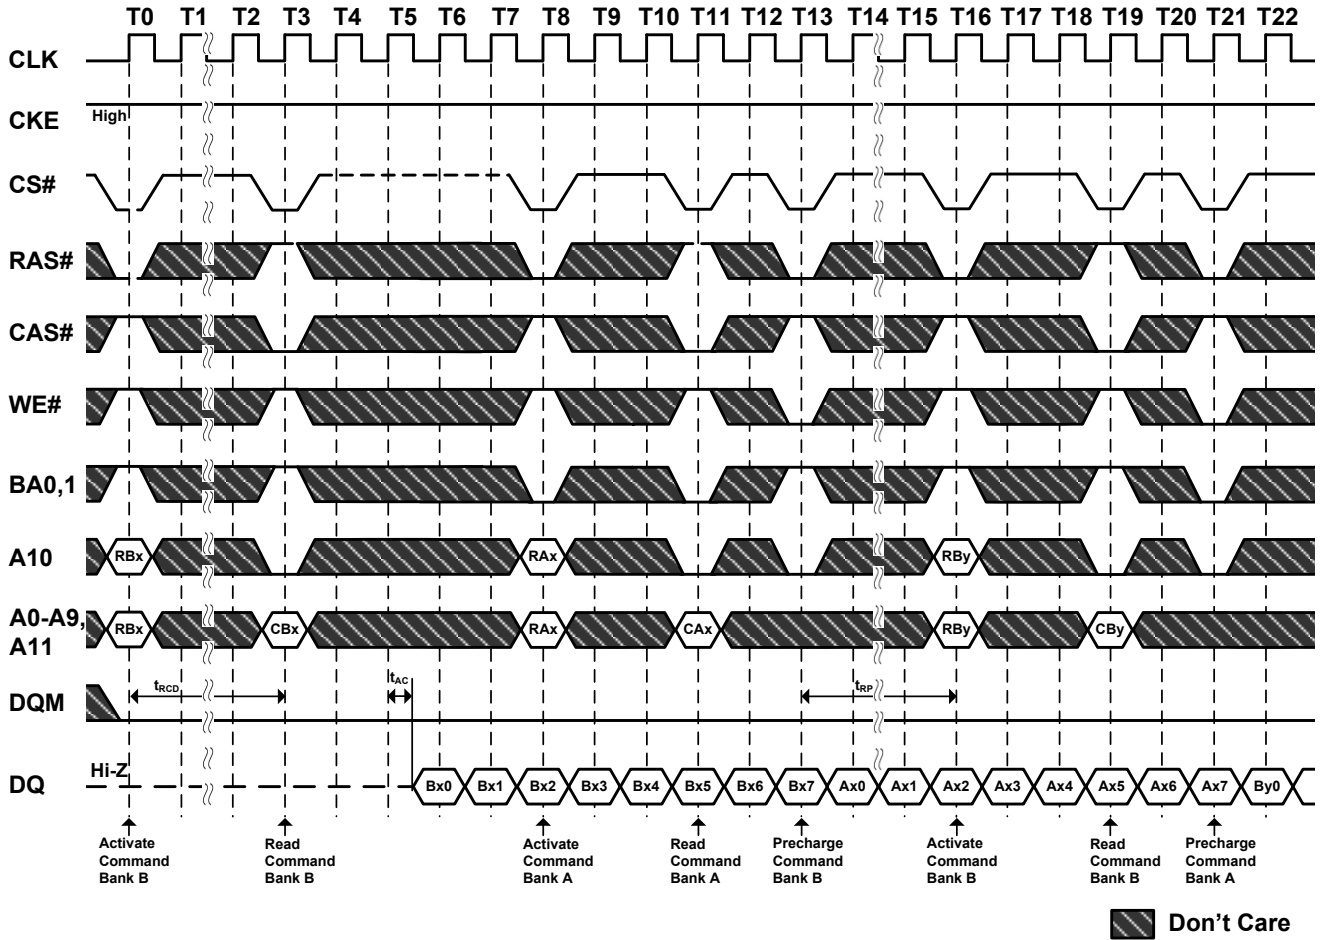 T0 T1 T2 T3 T4 T5 T6 T7 T8 T9 T10 T11 T12 T13 T14 T15 T16 T17 T18 T19 T20 T21 T22
CLK
CKE High
CS#
RAS#
CAS#
WE#
BA0,1
A10 RBx RAx RBy
A0-A9,
A11
RBx CBx RAx CAx RBy CBy
DQM tRCD tAC tRP
DQ Hi-Z Bx0 Bx1 Bx2 Bx3 Bx4 Bx5 Bx6 Bx7 Ax0 Ax1 Ax2 Ax3 Ax4 Ax5 Ax6 Ax7 By0
Activate
Command
Bank B
Read
Command
Bank B
Activate
Command
Bank A
Read
Command
Bank A
Precharge
Command
Bank B
Activate
Command
Bank B
Read
Command
Bank B
Precharge
Command
Bank A
Don't Care